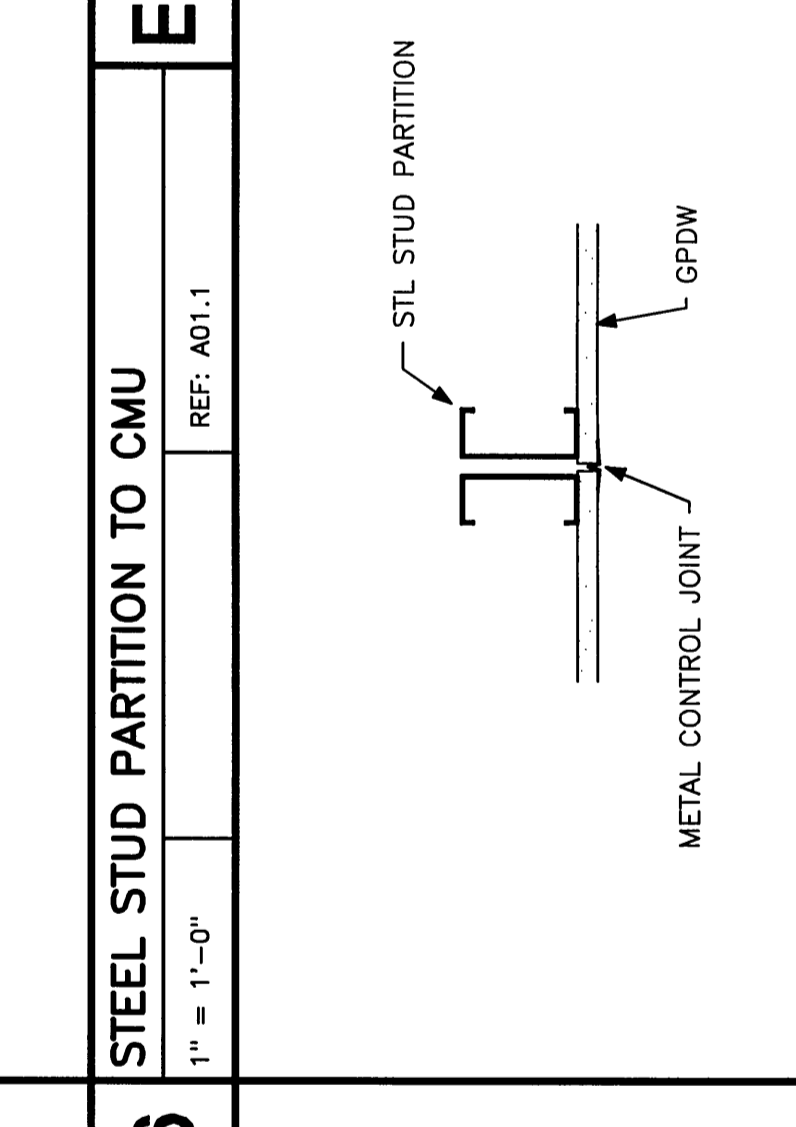 E
STEEL STUD PARTITION TO CMU
1" = 1'-0"
REF: A01.1
STL STUD PARTITION
GPDW
METAL CONTROL JOINT